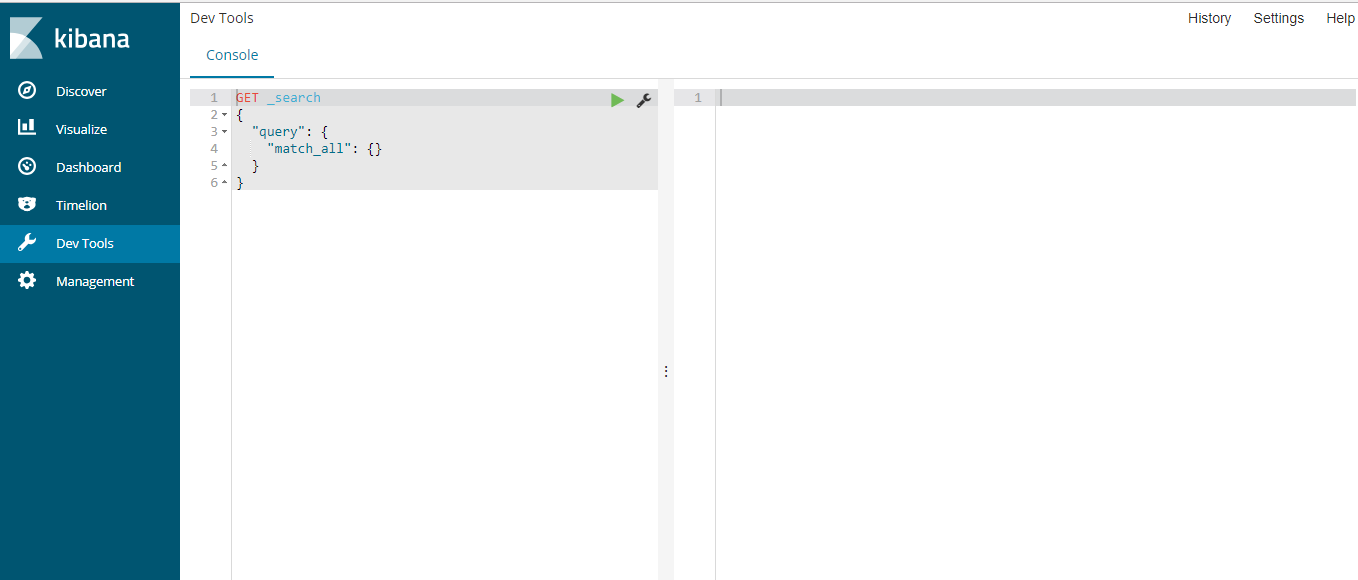 kibana
Discover
Visualize
Dashboard
Timelion
Dev Tools
Management
Dev Tools
History Settings Help
Console
1 GET _search
2 {
3 "query": {
4 "match_all": {}
5 }
6 }
1